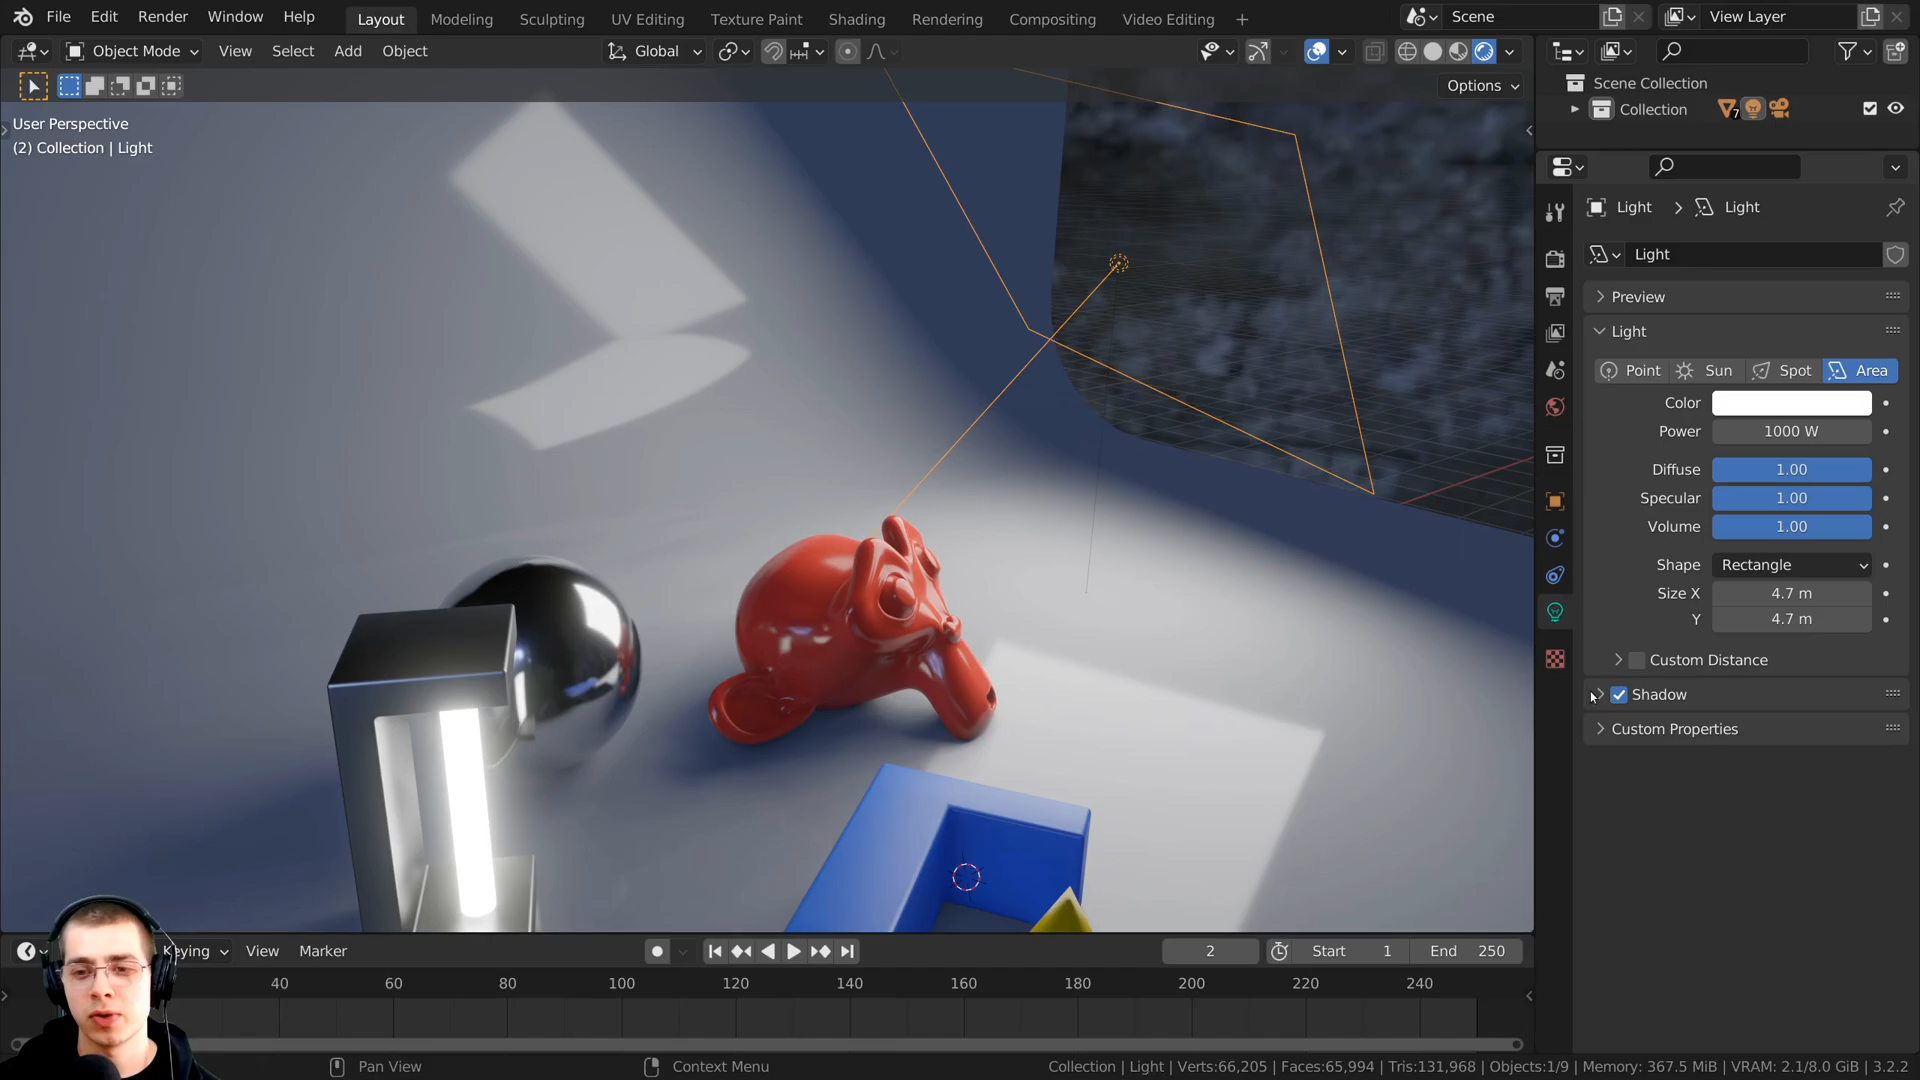 File Edit Render Window Help Layout Modeling Sculpting UV Editing Texture Paint Shading Rendering Compositing Video Editing + Scene View Layer
Object Mode View Select Add Object Global
Options
User Perspective
(2) Collection | Light
Scene Collection
Collection 7
Light > Light
Light
Preview
Light
Point Sun Spot Area
Color
Power 1000 W
Diffuse 1.00
Specular 1.00
Volume 1.00
Shape Rectangle
Size X 4.7 m
Y 4.7 m
Custom Distance
Shadow
Custom Properties
Keying View Marker 2 Start 1 End 250
40 60 80 100 120 140 160 180 200 220 240
Pan View Context Menu Collection | Light | Verts:66,205 | Faces:65,994 | Tris:131,968 | Objects:1/9 | Memory: 367.5 MiB | VRAM: 2.1/8.0 GiB | 3.2.2